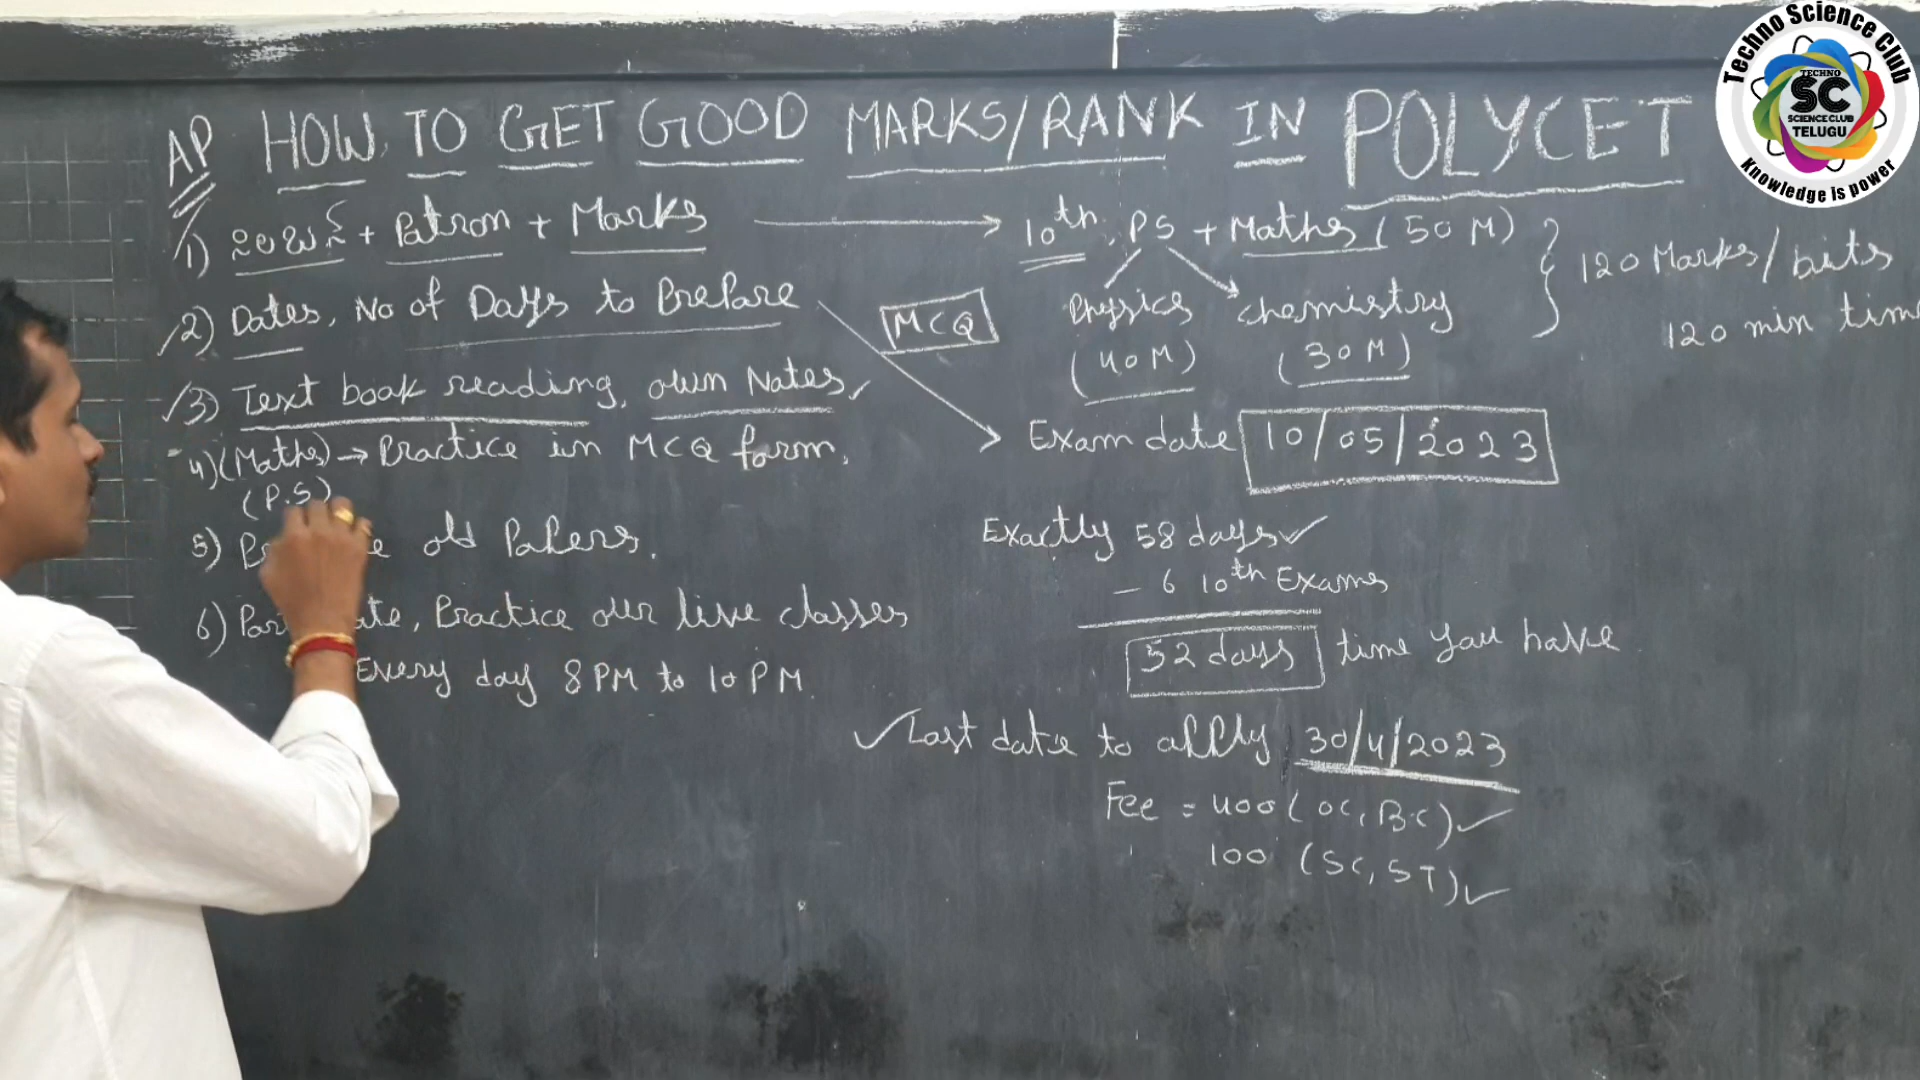 AP HOW TO GET GOOD MARKS/RANK IN POLYCET
1) + Patron + Marks → 10th, PS + Maths (50 M)
Physics Chemistry
(40 M) (30 M)
120 Marks/bits
120 min time
2) Dates, No of Days to Prepare
MCQ
3) Text book reading, own Notes,
4) (Maths) → Practice in MCQ form,
(P.S)
5) old Papers.
6) Practice our live classes
Every day 8 PM to 10 PM.
Exam date 10/05/2023
Exactly 58 days
- 6 10th Exams
52 days time you have
Last date to apply 30/4/2023
Fee = 400 (OC, BC)
100 (SC, ST)
Techno Science Club
TECHNO
SC
SCIENCE CLUB
TELUGU
Knowledge is power